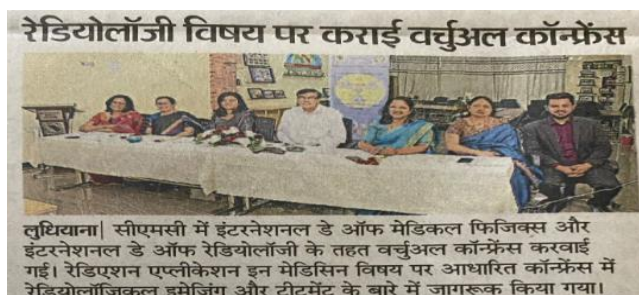 रेडियोलॉजी विषय पर कराई वर्चुअल कॉन्फ्रेंस
लुधियाना| सीएमसी में इंटरनेशनल डे ऑफ मेडिकल फिजिक्स और
इंटरनेशनल डे ऑफ रेडियोलॉजी के तहत वर्चुअल कॉन्फ्रेंस करवाई
गई। रेडिएशन एप्लीकेशन इन मेडिसिन विषय पर आधारित कॉन्फ्रेंस में
रेडियोलॉजिकल इमेजिंग और ट्रीटमेंट के बारे में जागरूक किया गया।